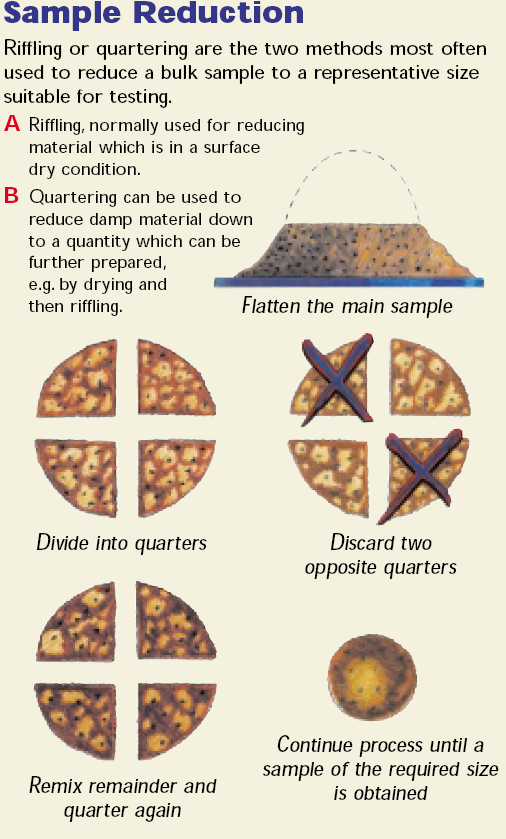 Sample Reduction
Riffling or quartering are the two methods most often
used to reduce a bulk sample to a representative size
suitable for testing.
A Riffling, normally used for reducing
material which is in a surface
dry condition.
B Quartering can be used to
reduce damp material down
to a quantity which can be
further prepared,
e.g. by drying and
then riffling.
Flatten the main sample
Divide into quarters
Discard two
opposite quarters
Remix remainder and
quarter again
Continue process until a
sample of the required size
is obtained